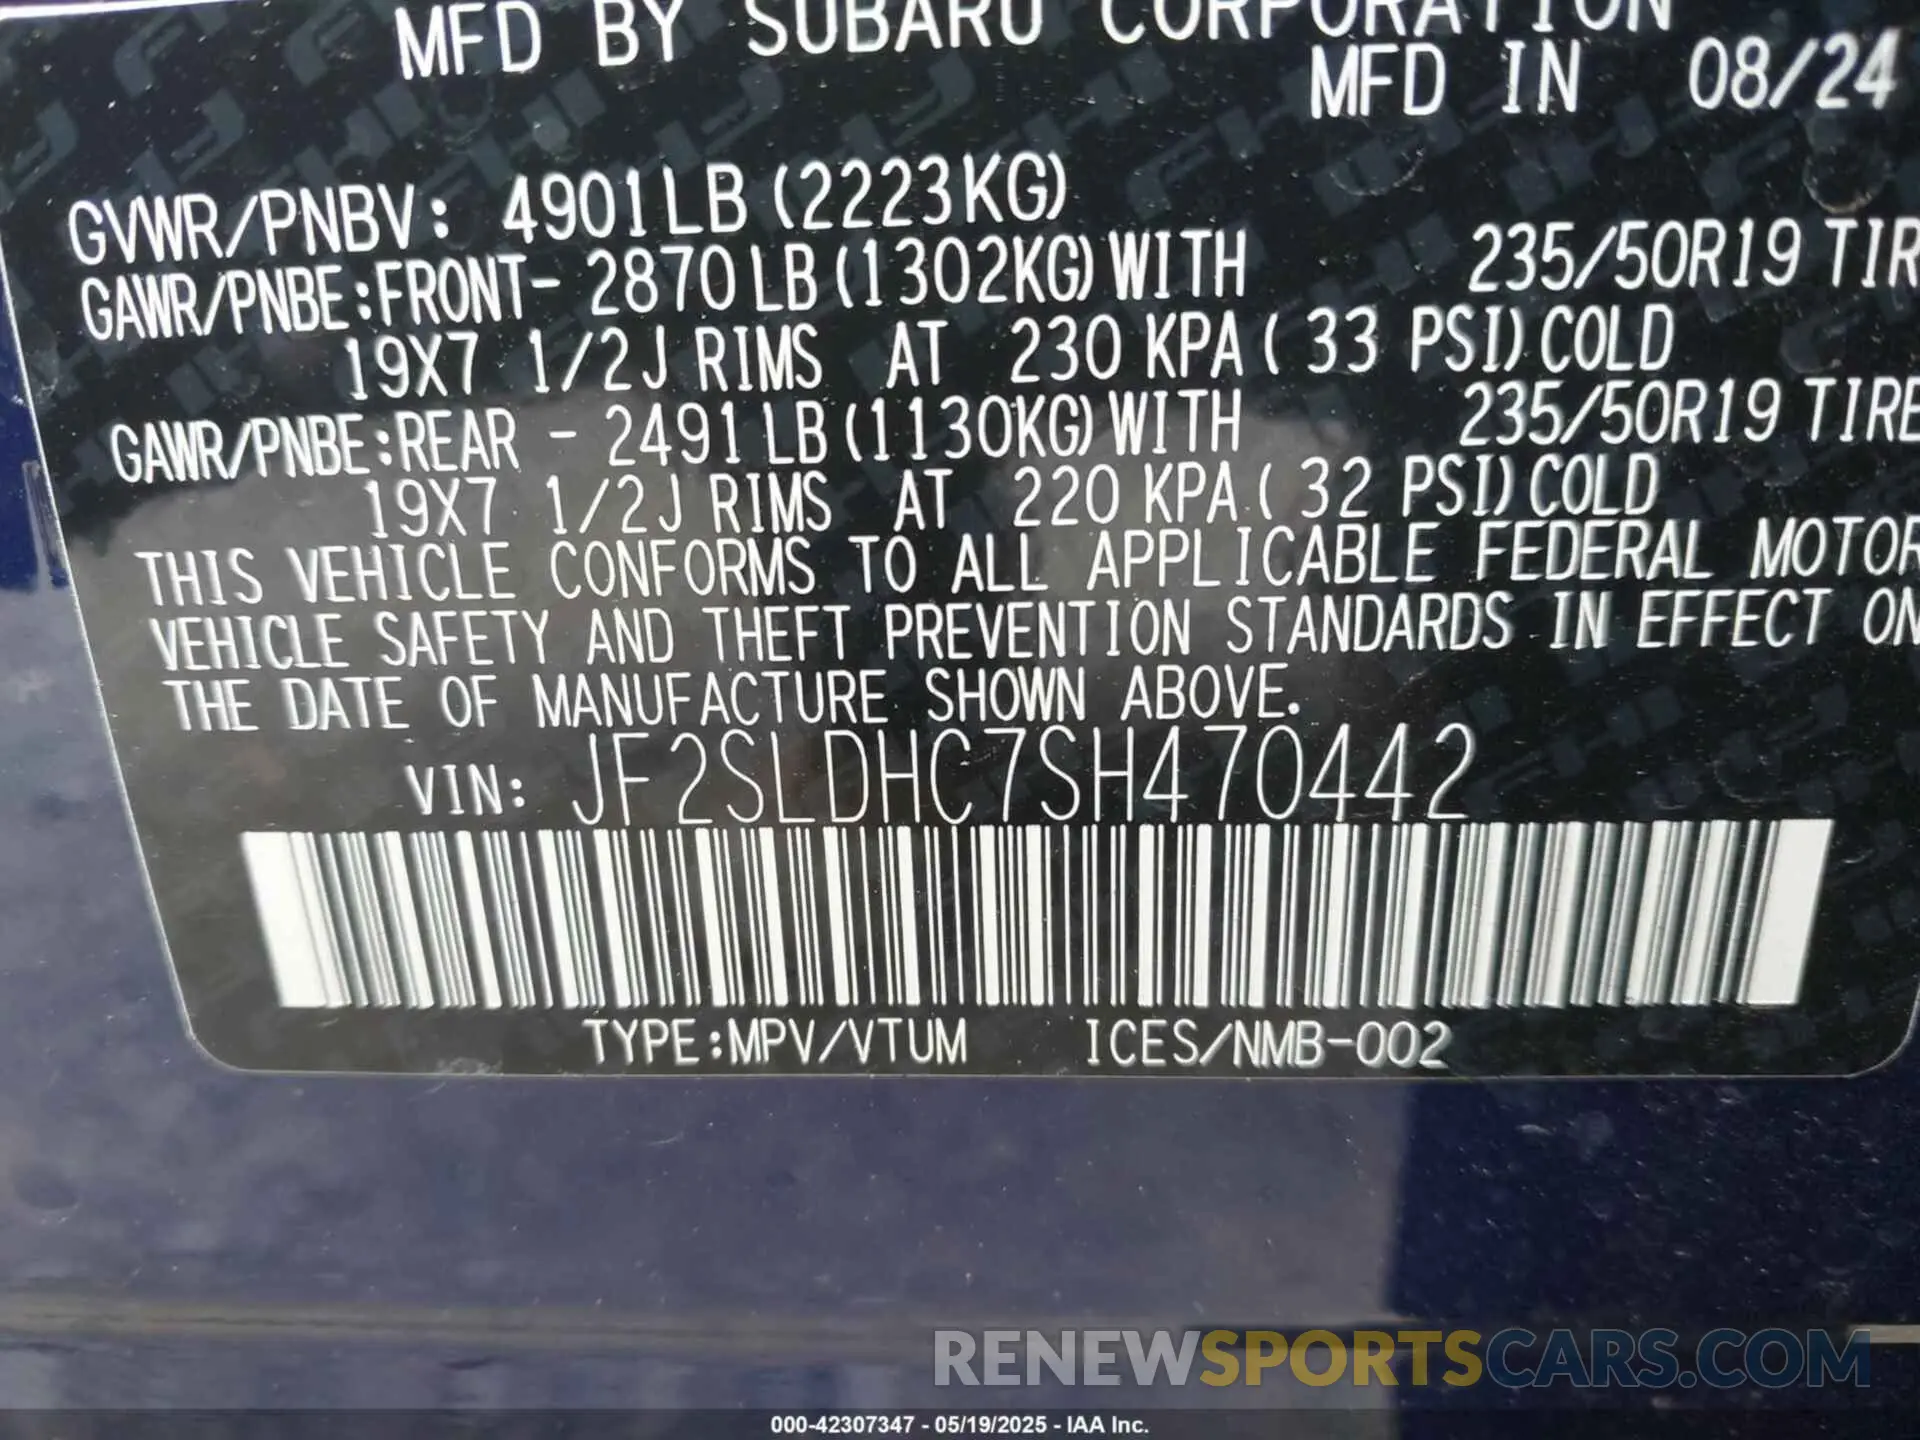 MFD BY SUBARU CORPORATION
MFD IN 08/24
GVWR/PNBV: 4901LB (2223KG)
GAWR/PNBE:FRONT- 2870LB (1302KG) WITH 235/50R19 TIR
19X7 1/2J RIMS AT 230 KPA ( 33 PSI) COLD
GAWR/PNBE:REAR - 2491LB (1130KG) WITH 235/50R19 TIRE
19X7 1/2J RIMS AT 220 KPA ( 32 PSI) COLD
THIS VEHICLE CONFORMS TO ALL APPLICABLE FEDERAL MOTOR
VEHICLE SAFETY AND THEFT PREVENTION STANDARDS IN EFFECT ON
THE DATE OF MANUFACTURE SHOWN ABOVE.
VIN: JF2SLDHC7SH470442
TYPE:MPV/VTUM ICES/NMB-002
RENEWSPORTSCARS.COM
000-42307347 - 05/19/2025 - IAA Inc.